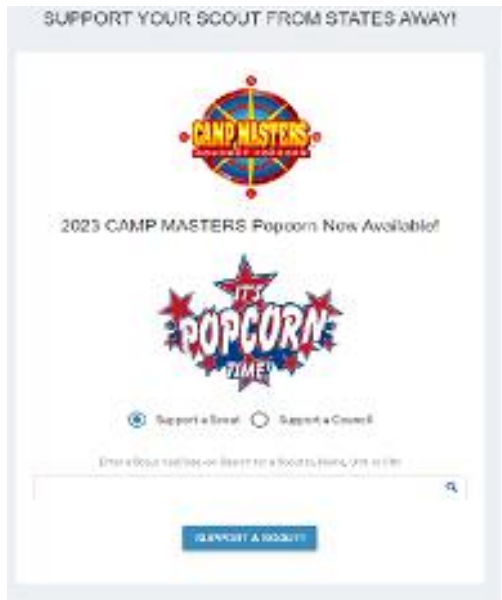 SUPPORT YOUR SCOUT FROM STATES AWAY!
CAMP MASTERS
2023 CAMP MASTERS Popcorn Now Available!
IT'S
POPCORN
TIME!
Support a Scout Support a Council
SUPPORT A SCOUT!